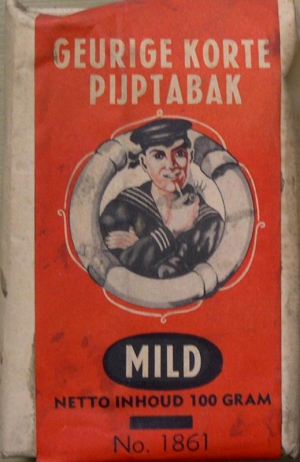 GEURIGE KORTE
PIJPTABAK
MILD
NETTO INHOUD 100 GRAM
No. 1861